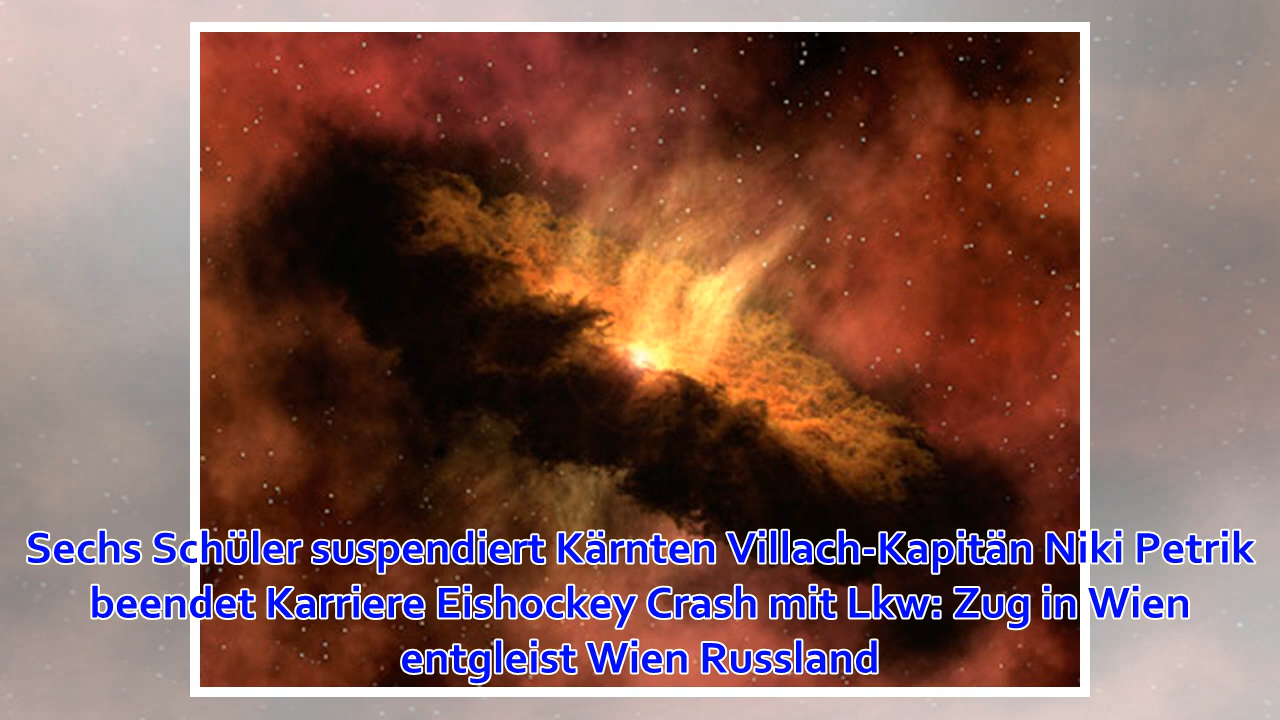 Sechs Schüler suspendiert Kärnten Villach-Kapitän Niki Petrik
beendet Karriere Eishockey Crash mit Lkw: Zug in Wien
entgleist Wien Russland